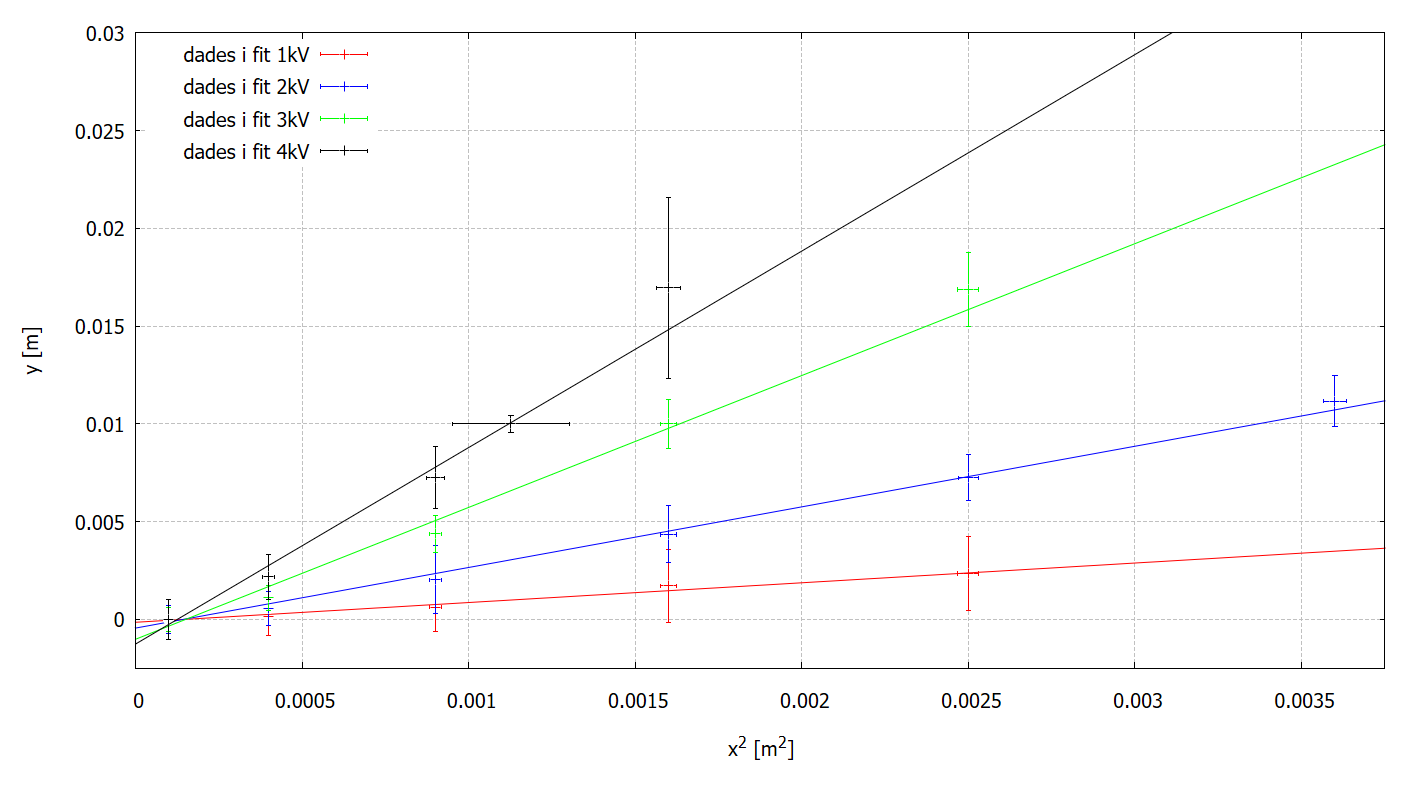 dades i fit 1kV
dades i fit 2kV
dades i fit 3kV
dades i fit 4kV
0.03
0.025
0.02
0.015
0.01
0.005
0
y [m]
0 0.0005 0.001 0.0015 0.002 0.0025 0.003 0.0035
x² [m²]